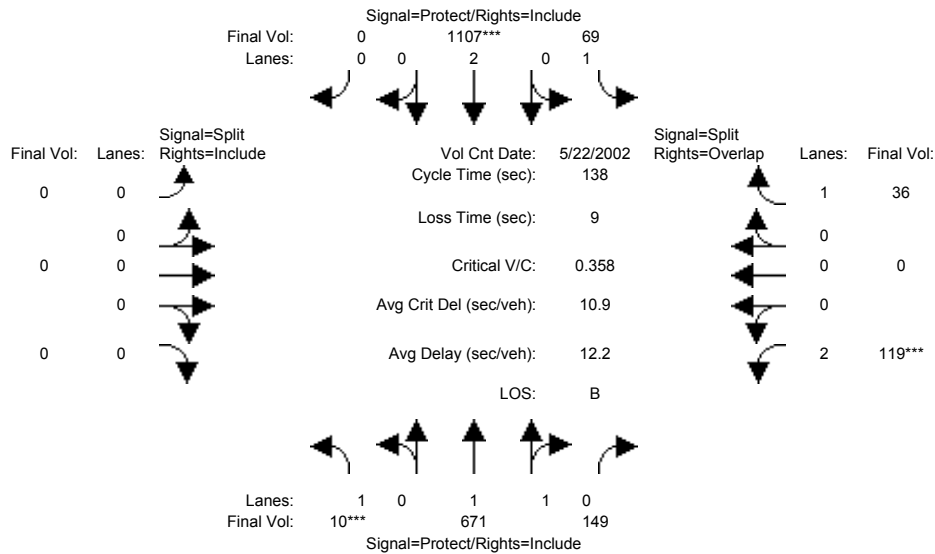 Signal=Protect/Rights=Include
Final Vol: 0 1107*** 69
Lanes: 0 0 2 0 1
Signal=Split
Final Vol: Lanes: Rights=Include
Vol Cnt Date: 5/22/2002
Signal=Split
Rights=Overlap Lanes: Final Vol:
Cycle Time (sec): 138
0 0
1 36
Loss Time (sec): 9
0
0
0 0
Critical V/C: 0.358
0 0
0
Avg Crit Del (sec/veh): 10.9
0
0 0
Avg Delay (sec/veh): 12.2
2 119***
LOS: B
Lanes: 1 0 1 1 0
Final Vol: 10*** 671 149
Signal=Protect/Rights=Include